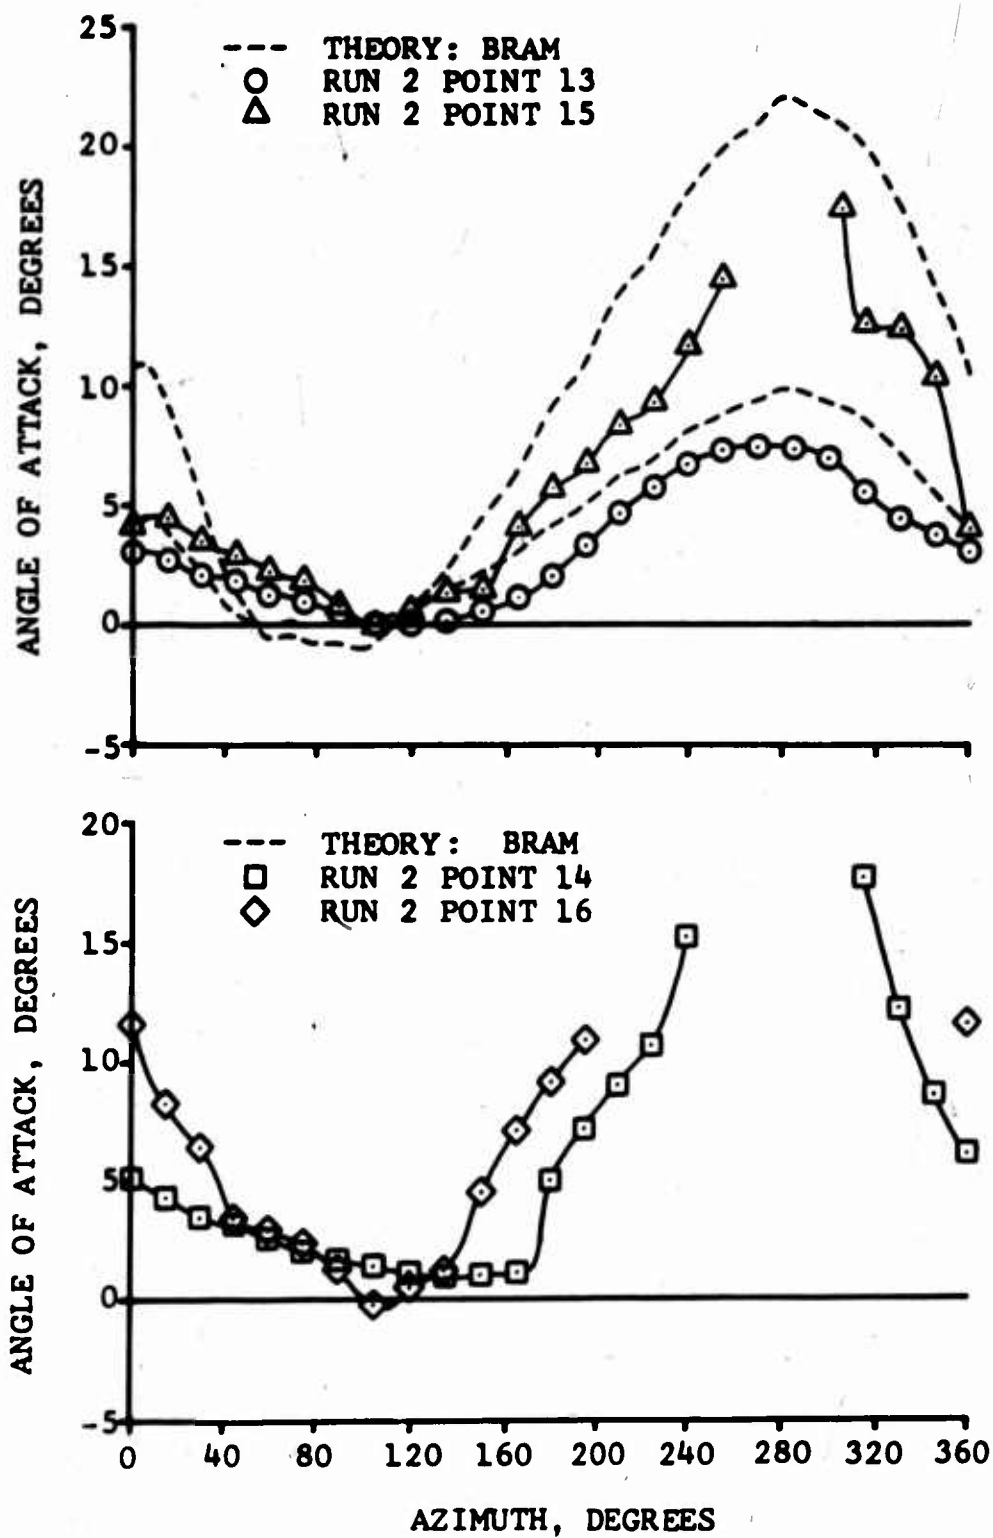 25
20
15
10
5
0
-5
ANGLE OF ATTACK, DEGREES
THEORY: BRAM
RUN 2 POINT 13
RUN 2 POINT 15
20
15
10
5
0
-5
ANGLE OF ATTACK, DEGREES
THEORY: BRAM
RUN 2 POINT 14
RUN 2 POINT 16
0 40 80 120 160 200 240 280 320 360
AZIMUTH, DEGREES